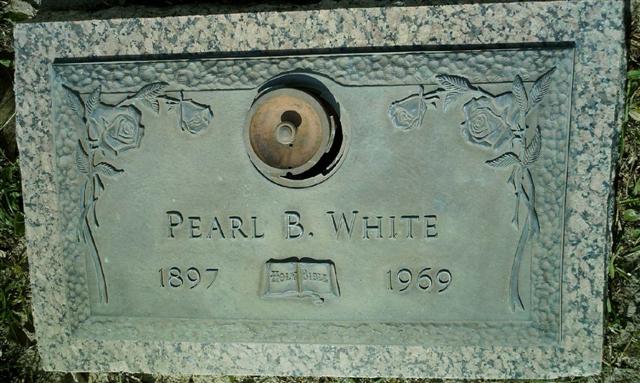 PEARL B. WHITE
1897 HOLY BIBLE 1969